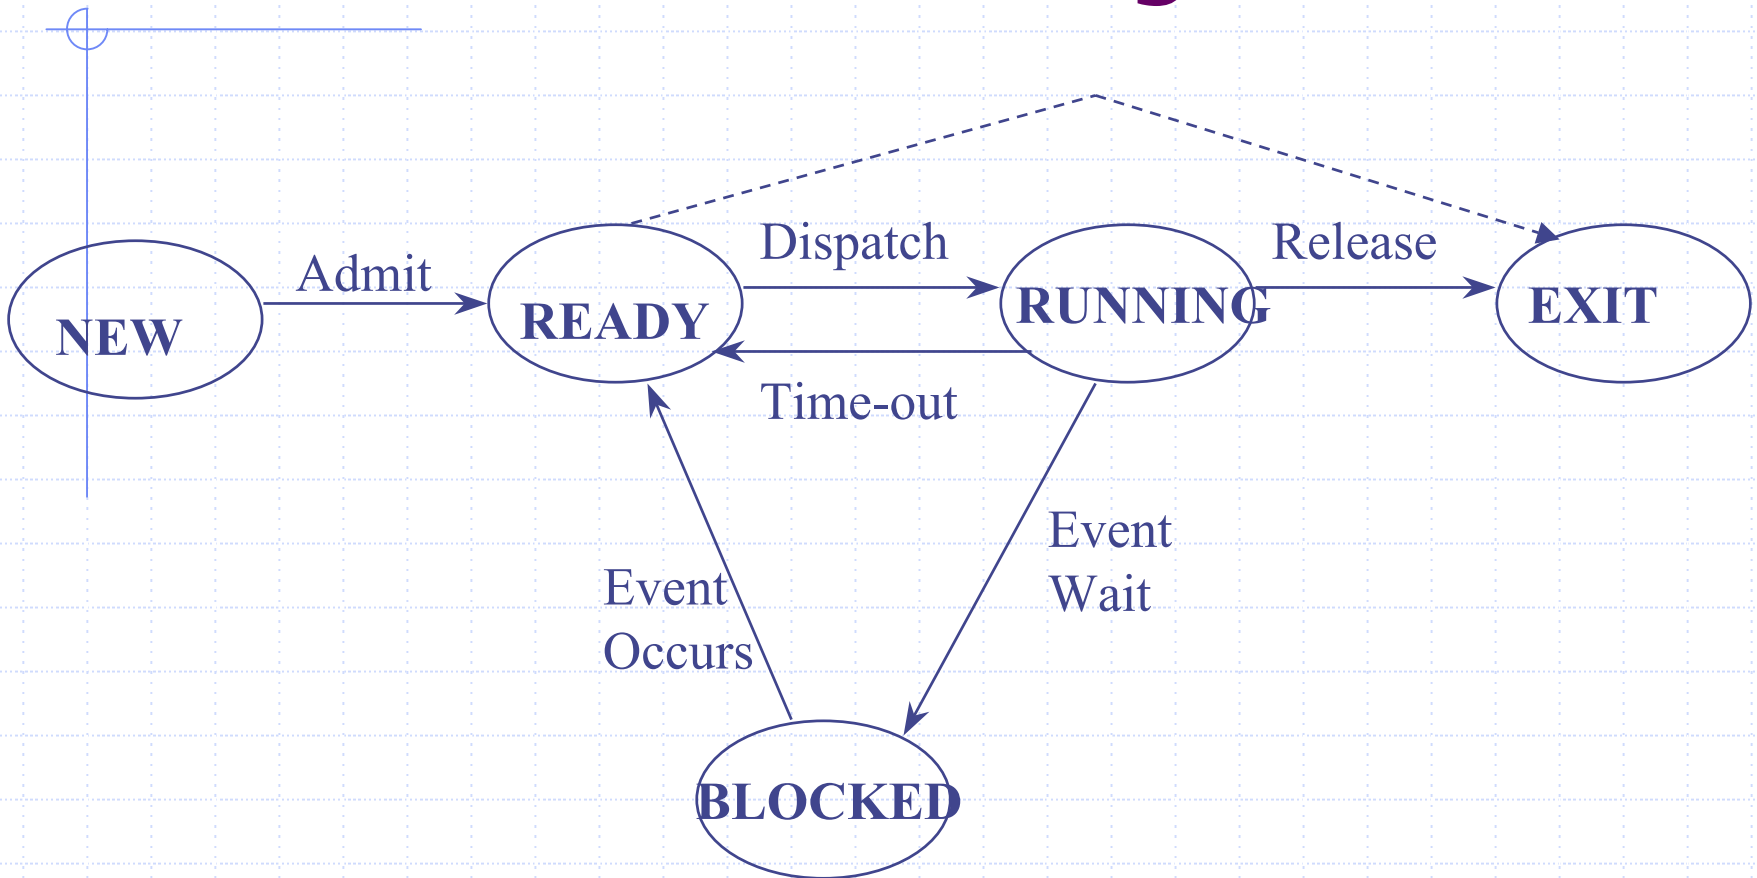 Dispatch
Release
Admit
NEW
READY
RUNNING
EXIT
Time-out
Event
Wait
Event
Occurs
BLOCKED